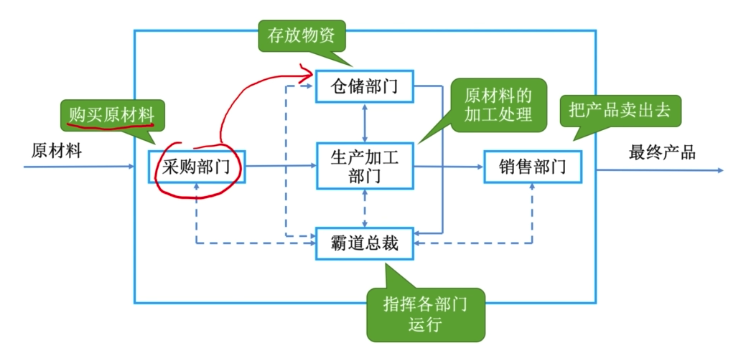 存放物资
仓储部门
购买原材料
原材料的
加工处理
把产品卖出去
原材料
采购部门
生产加工
部门
销售部门
最终产品
霸道总裁
指挥各部门
运行